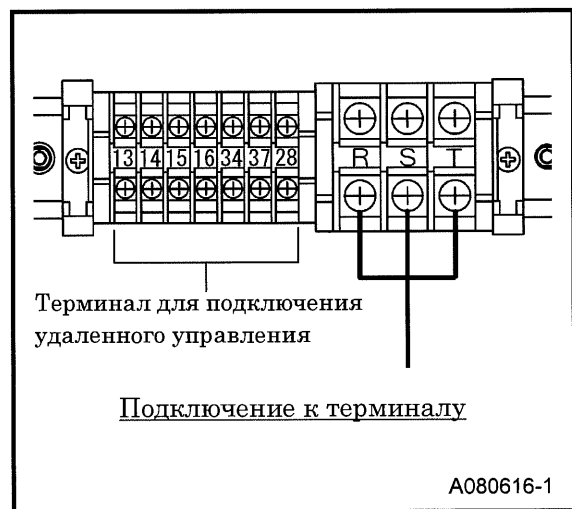 13 14 15 16 34 37 28
R S T
Терминал для подключения
удаленного управления
Подключение к терминалу
A080616-1